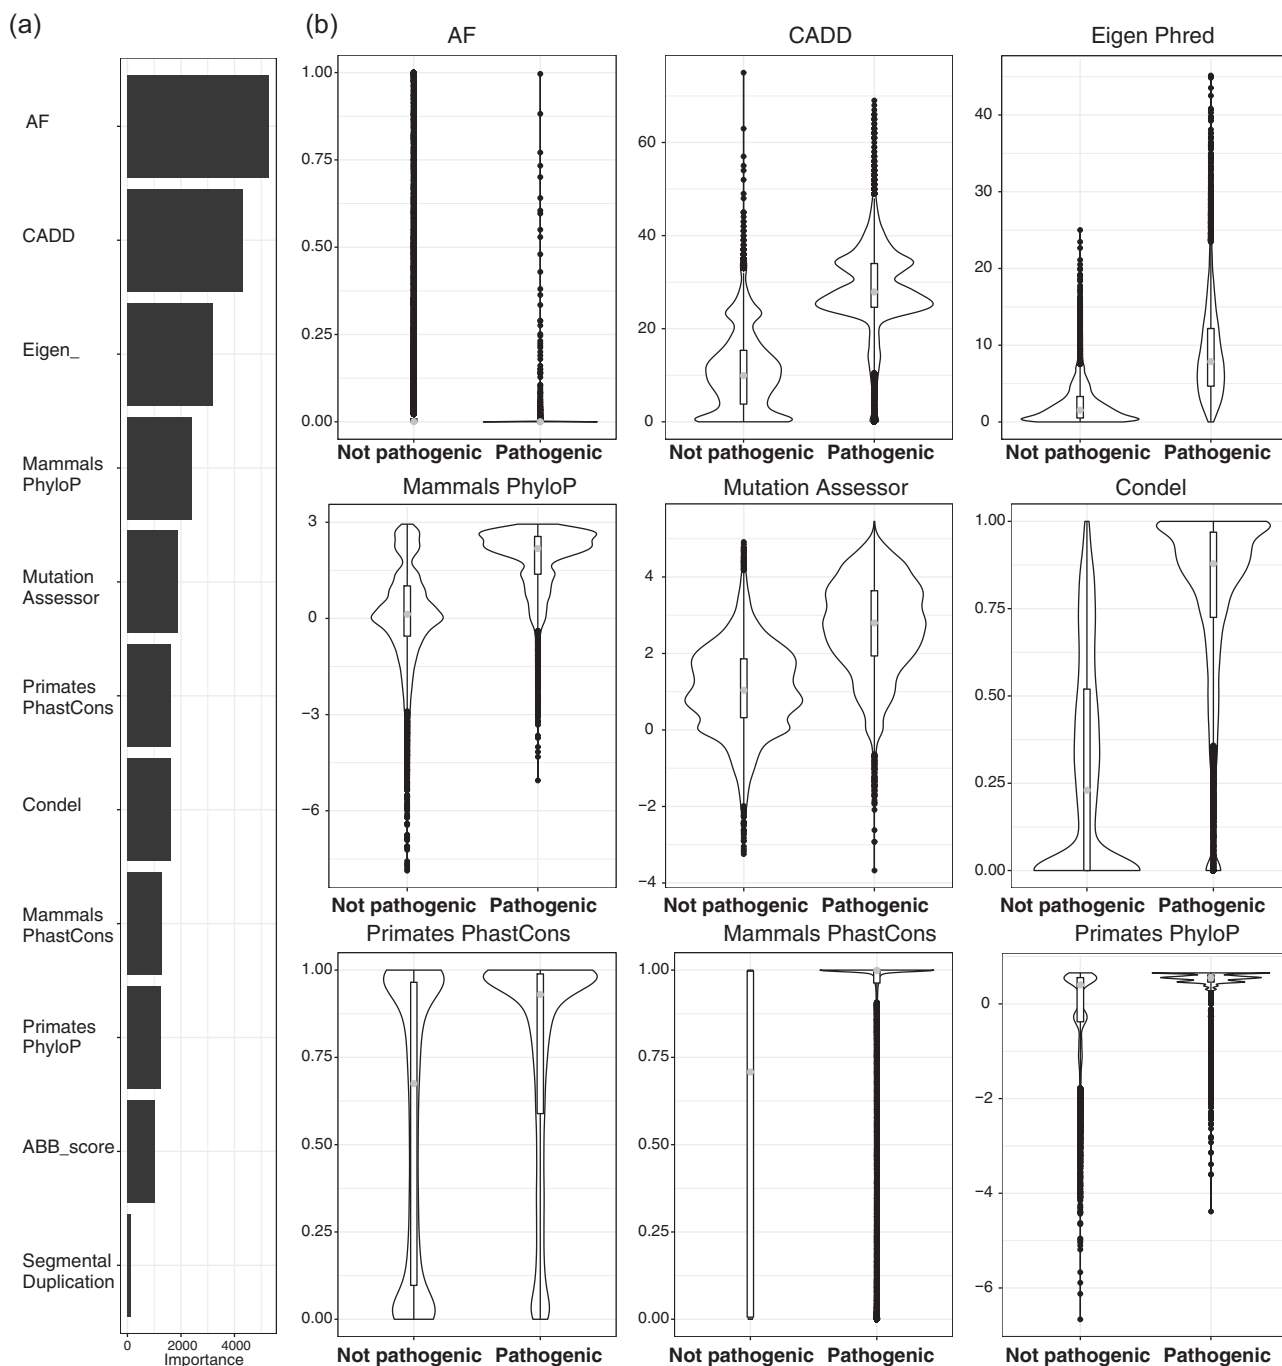 (a)
AF
CADD
Eigen_
Mammals
PhyloP
Mutation
Assessor
Primates
PhastCons
Condel
Mammals
PhastCons
Primates
PhyloP
ABB_score
Segmental
Duplication
0 2000 4000
Importance
(b)
AF
1.00
0.75
0.50
0.25
0.00
Not pathogenic Pathogenic
CADD
60
40
20
0
Not pathogenic Pathogenic
Eigen Phred
40
30
20
10
0
Not pathogenic Pathogenic
Mammals PhyloP
3
0
−3
−6
Not pathogenic Pathogenic
Mutation Assessor
4
2
0
−2
−4
Not pathogenic Pathogenic
Condel
1.00
0.75
0.50
0.25
0.00
Not pathogenic Pathogenic
Primates PhastCons
1.00
0.75
0.50
0.25
0.00
Not pathogenic Pathogenic
Mammals PhastCons
1.00
0.75
0.50
0.25
0.00
Not pathogenic Pathogenic
Primates PhyloP
0
−2
−4
−6
Not pathogenic Pathogenic